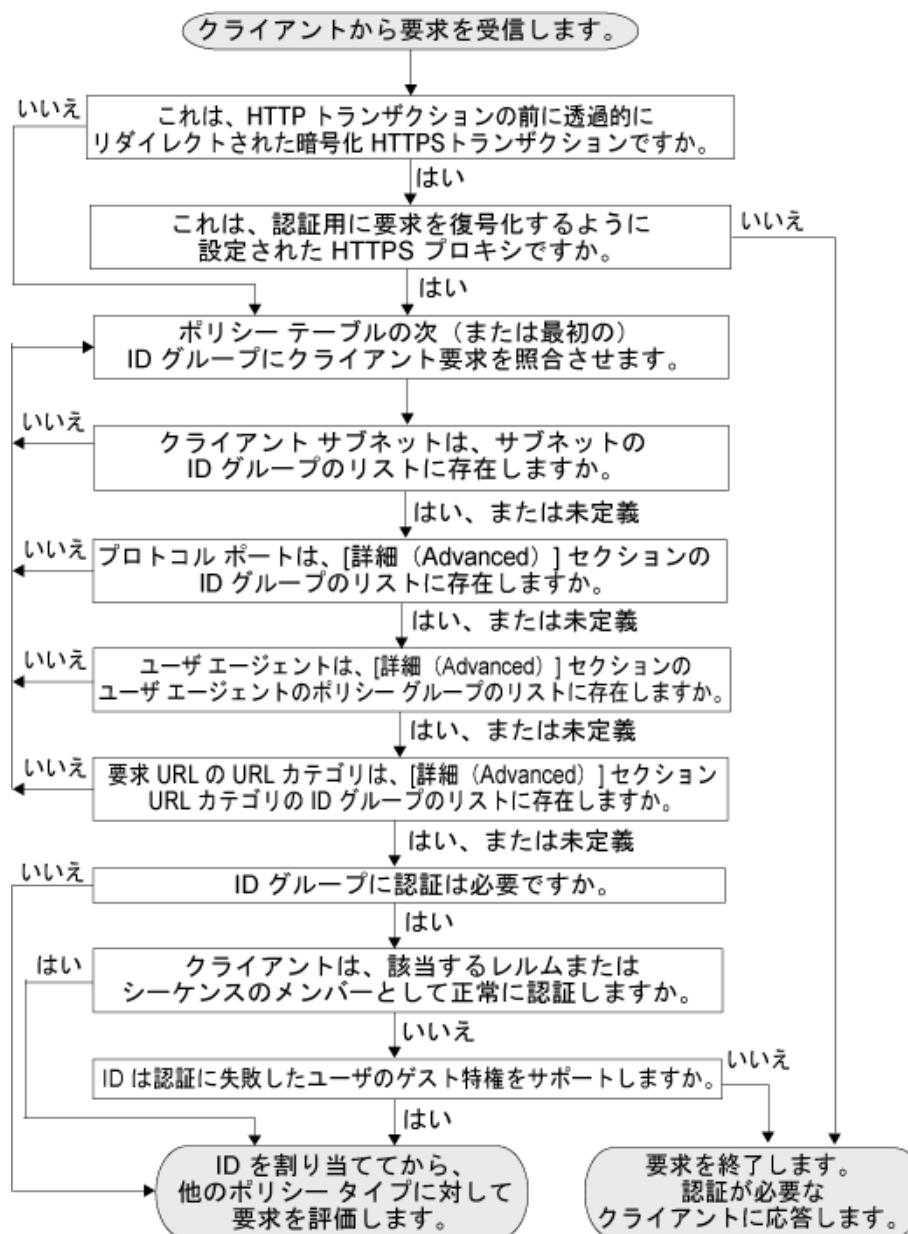 クライアントから要求を受信します。
いいえ
これは、HTTP トランザクションの前に透過的に
リダイレクトされた暗号化 HTTPSトランザクションですか。
はい
これは、認証用に要求を復号化するように
設定された HTTPS プロキシですか。
いいえ
はい
ポリシー テーブルの次（または最初の）
ID グループにクライアント要求を照合させます。
いいえ
クライアント サブネットは、サブネットの
ID グループのリストに存在しますか。
はい、または未定義
いいえ
プロトコル ポートは、[詳細（Advanced）] セクションの
ID グループのリストに存在しますか。
はい、または未定義
いいえ
ユーザ エージェントは、[詳細（Advanced）] セクションの
ユーザ エージェントのポリシー グループのリストに存在しますか。
はい、または未定義
いいえ
要求 URL の URL カテゴリは、[詳細（Advanced）] セクション
URL カテゴリの ID グループのリストに存在しますか。
はい、または未定義
いいえ
ID グループに認証は必要ですか。
はい
はい
クライアントは、該当するレルムまたは
シーケンスのメンバーとして正常に認証しますか。
いいえ
ID は認証に失敗したユーザのゲスト特権をサポートしますか。
いいえ
はい
ID を割り当ててから、
他のポリシー タイプに対して
要求を評価します。
要求を終了します。
認証が必要な
クライアントに応答します。